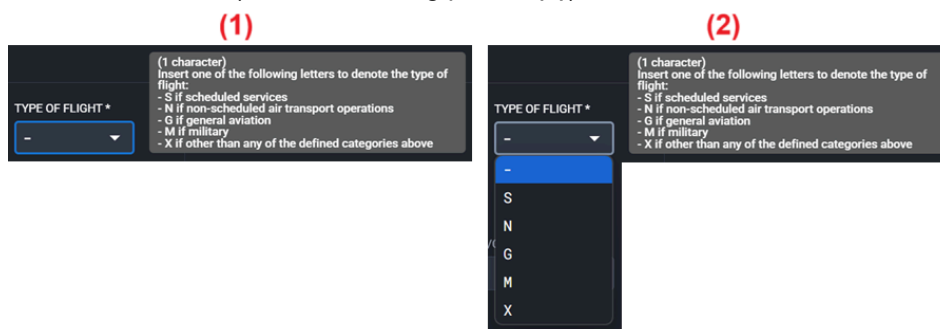 (1)
(1 character)
Insert one of the following letters to denote the type of
flight:
- S if scheduled services
- N if non-scheduled air transport operations
- G if general aviation
- M if military
- X if other than any of the defined categories above
TYPE OF FLIGHT *
-
(2)
(1 character)
Insert one of the following letters to denote the type of
flight:
- S if scheduled services
- N if non-scheduled air transport operations
- G if general aviation
- M if military
- X if other than any of the defined categories above
TYPE OF FLIGHT *
-
-
S
N
G
M
X